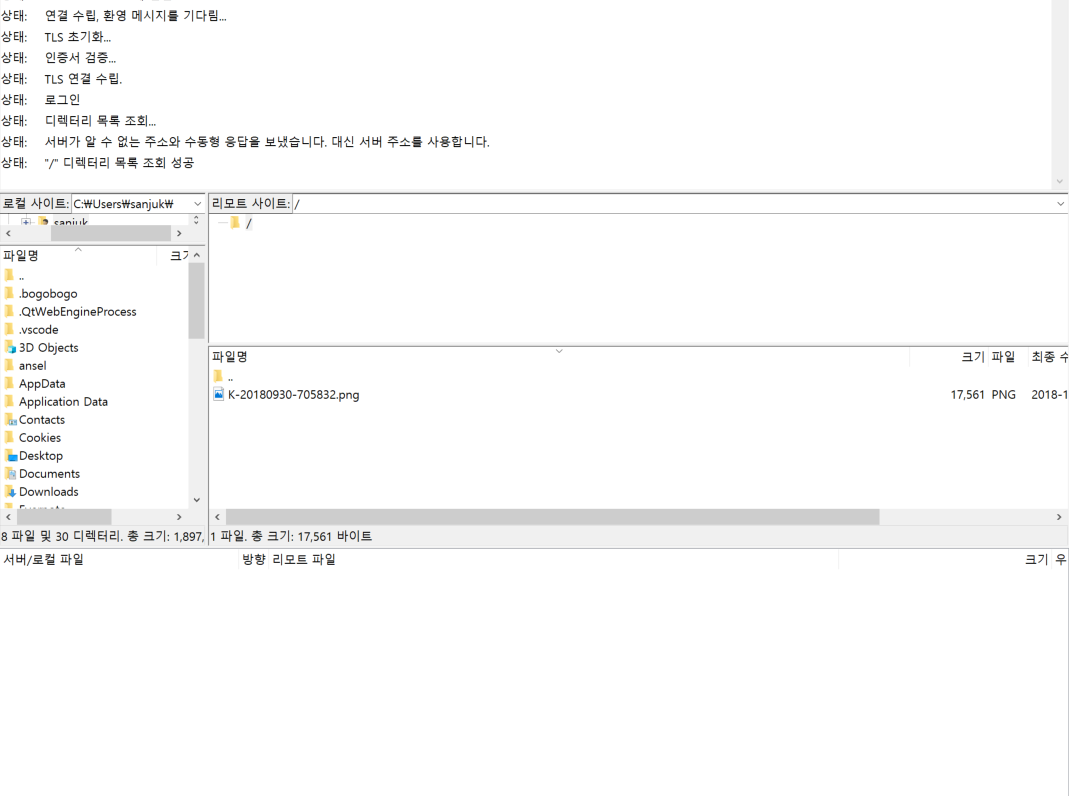 상태: 연결 수립, 환영 메시지를 기다림...
상태: TLS 초기화...
상태: 인증서 검증...
상태: TLS 연결 수립.
상태: 로그인
상태: 디렉터리 목록 조회...
상태: 서버가 알 수 없는 주소와 수동형 응답을 보냈습니다. 대신 서버 주소를 사용합니다.
상태: "/" 디렉터리 목록 조회 성공
로컬 사이트: C:₩Users₩sanjuk₩
리모트 사이트: /
sanjuk
/
파일명 크기
..
.bogobogo
.QtWebEngineProcess
.vscode
3D Objects
ansel
AppData
Application Data
Contacts
Cookies
Desktop
Documents
Downloads
8 파일 및 30 디렉터리. 총 크기: 1,897,
파일명 크기 파일 최종 수
..
K-20180930-705832.png 17,561 PNG 2018-1
1 파일. 총 크기: 17,561 바이트
서버/로컬 파일 방향 리모트 파일 크기 우